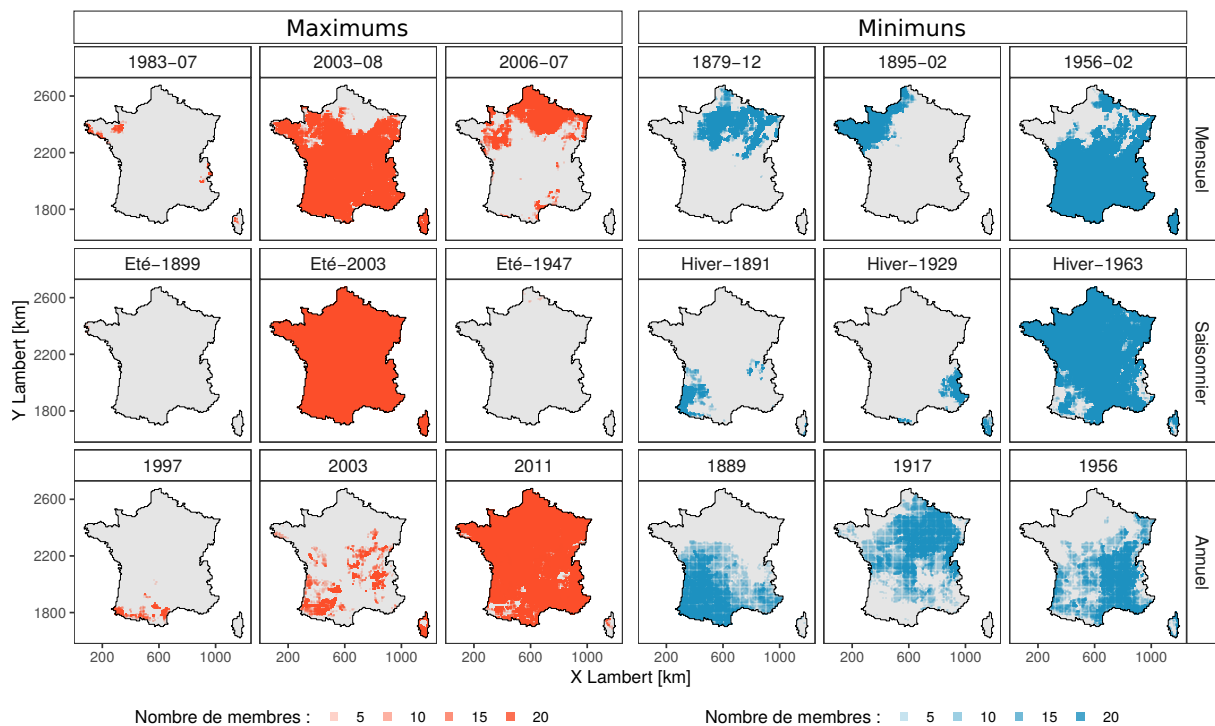 Maximums
Minimuns
1983−07
2003−08
2006−07
1879−12
1895−02
1956−02
2600
2200
1800
Mensuel
Eté−1899
Eté−2003
Eté−1947
Hiver−1891
Hiver−1929
Hiver−1963
2600
2200
1800
Saisonnier
Y Lambert [km]
1997
2003
2011
1889
1917
1956
2600
2200
1800
Annuel
200 600 1000 200 600 1000 200 600 1000 200 600 1000 200 600 1000 200 600 1000
X Lambert [km]
Nombre de membres : 5 10 15 20
Nombre de membres : 5 10 15 20